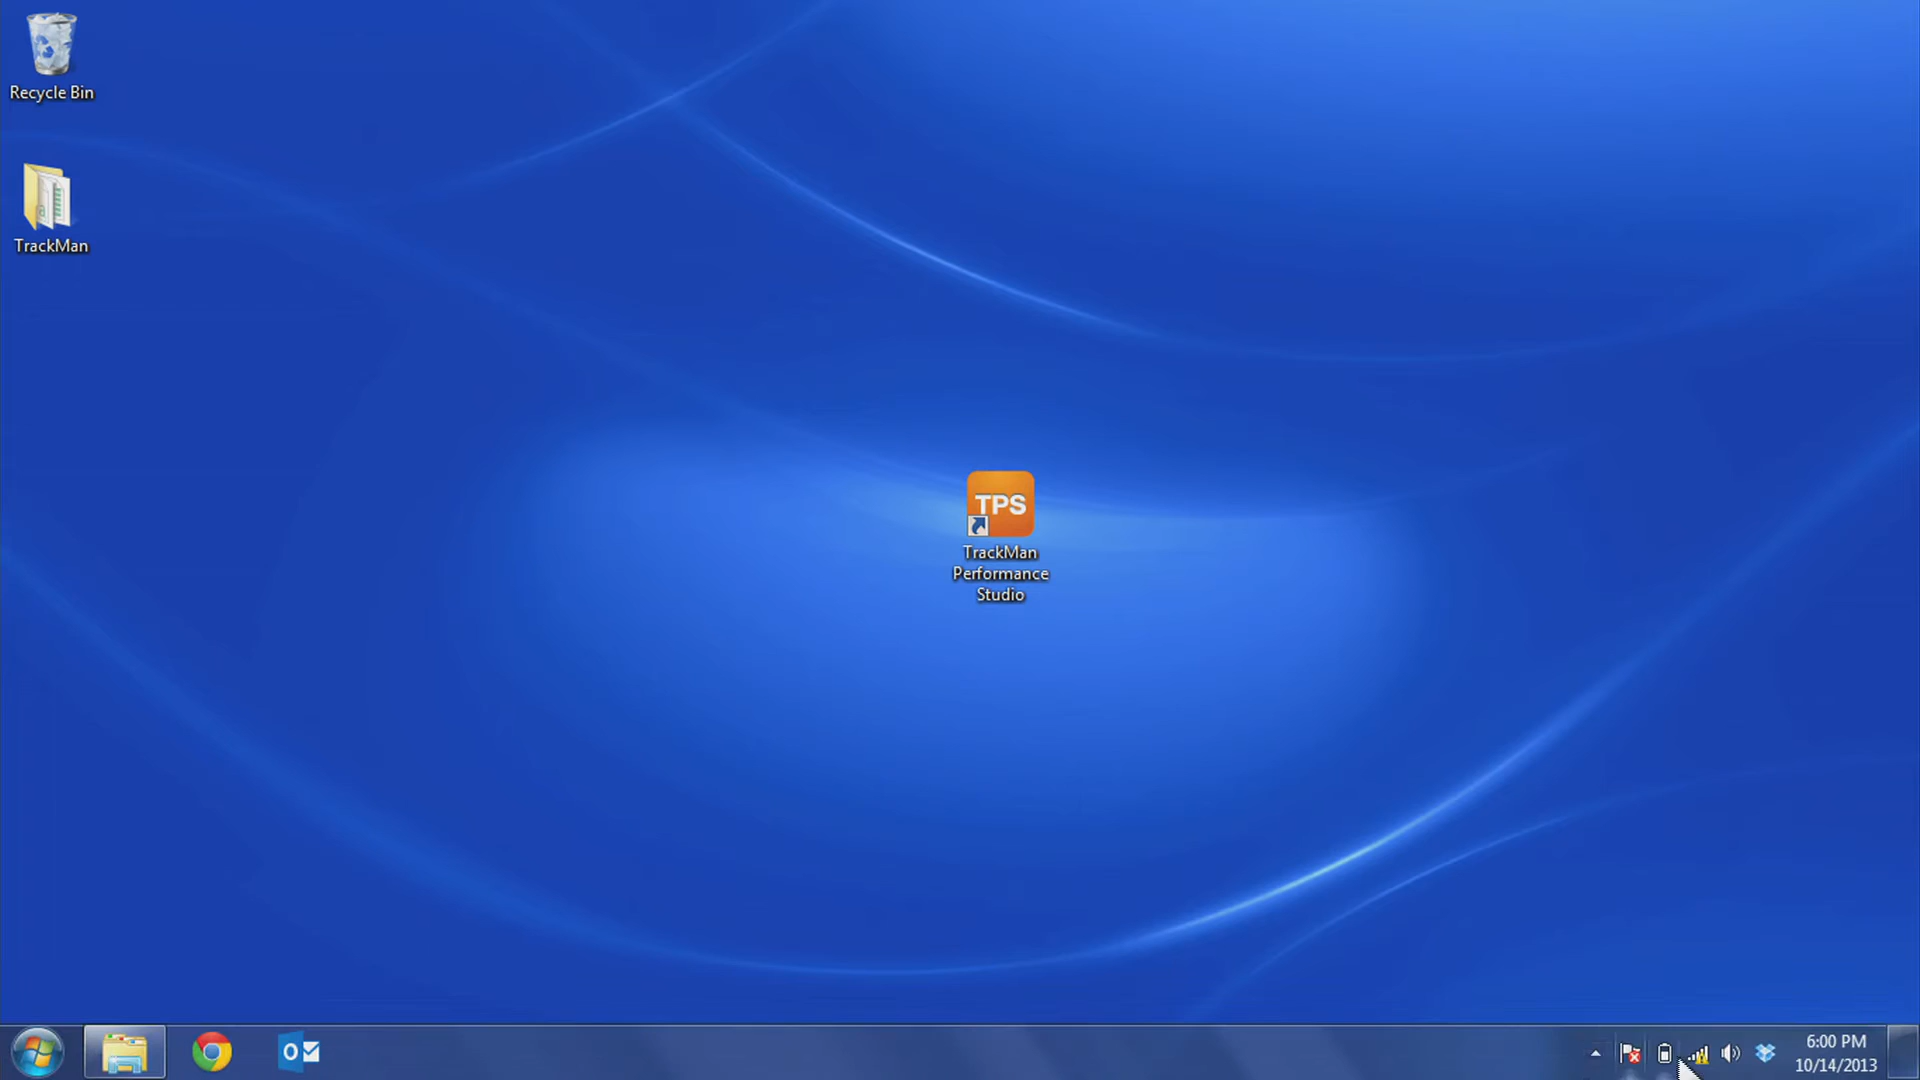 Recycle Bin
TrackMan
TPS
TrackMan
Performance
Studio
6:00 PM
10/14/2013